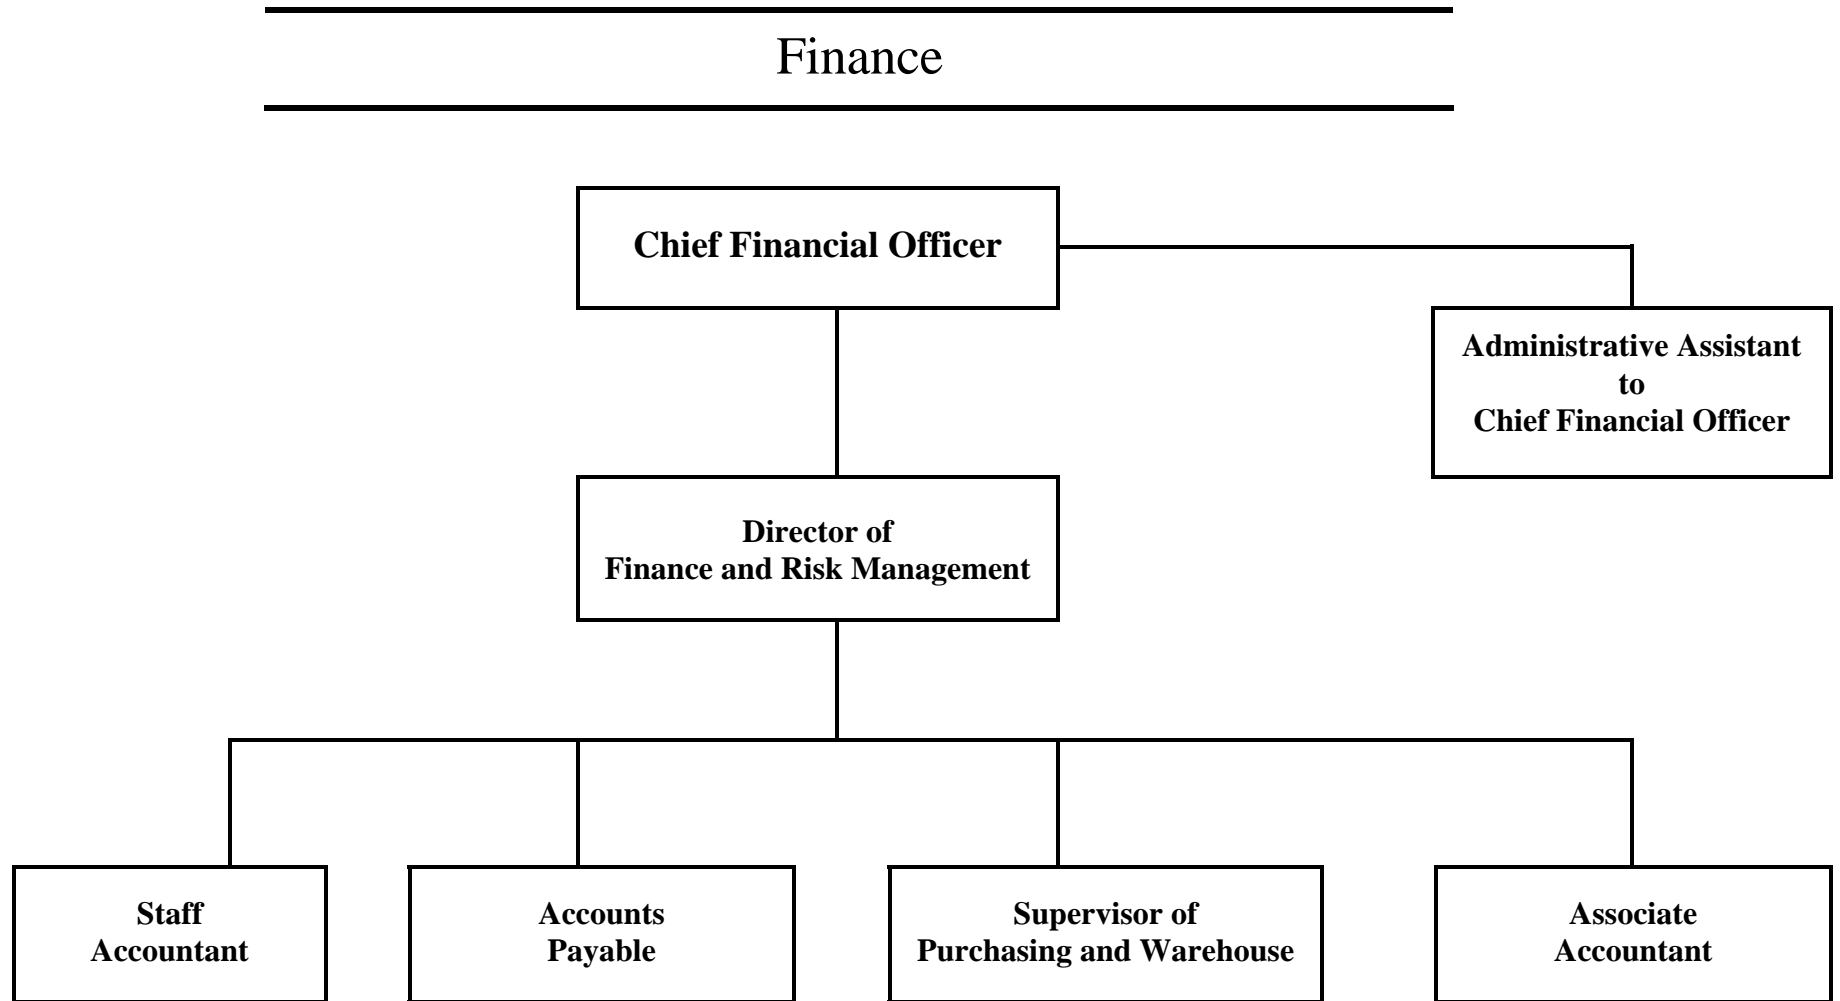 Finance
Chief Financial Officer
Administrative Assistant
to
Chief Financial Officer
Director of
Finance and Risk Management
Staff
Accountant
Accounts
Payable
Supervisor of
Purchasing and Warehouse
Associate
Accountant